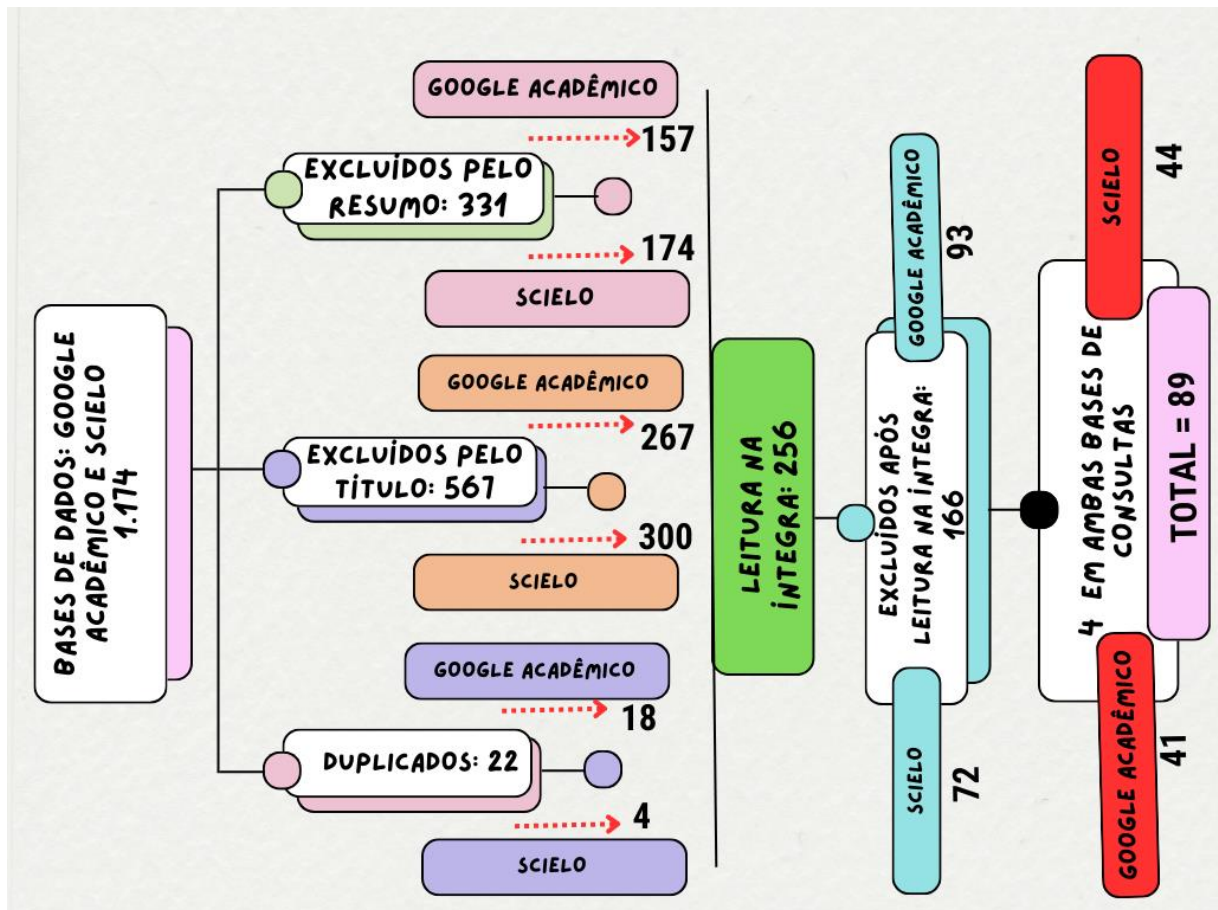 BASES DE DADOS: GOOGLE
ACADÊMICO E SCIELO
1.174
GOOGLE ACADÊMICO
157
EXCLUÍDOS PELO
RESUMO: 331
174
SCIELO
GOOGLE ACADÊMICO
267
EXCLUÍDOS PELO
TÍTULO: 567
300
SCIELO
GOOGLE ACADÊMICO
18
DUPLICADOS: 22
4
SCIELO
LEITURA NA
ÍNTEGRA: 256
GOOGLE ACADÊMICO
93
EXCLUÍDOS APÓS
LEITURA NA ÍNTEGRA:
166
SCIELO
72
SCIELO
44
4 EM AMBAS BASES DE
CONSULTAS
TOTAL = 89
GOOGLE ACADÊMICO
41